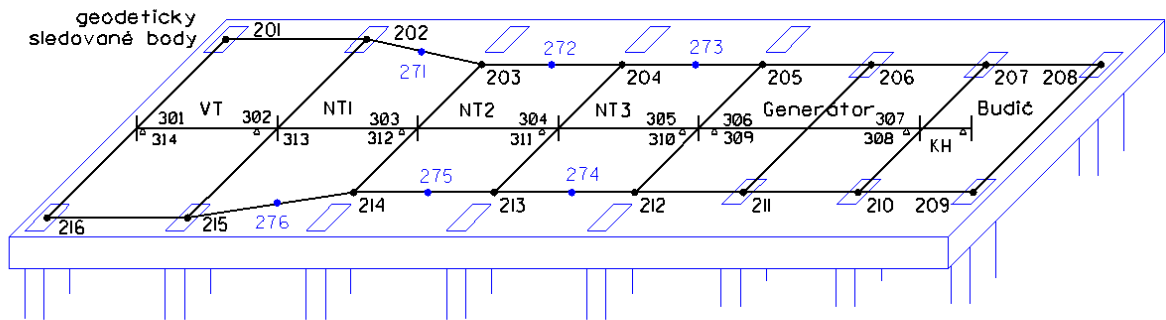 geodeticky
sledované body
201 202
271 272 273
203 204 205 206 207 208
VT NT1 NT2 NT3 Generátor Budič
301 302 303 304 305 306 307
314 313 312 311 310 309 308 KH
275 274
276 214 213 212 211 210 209
216 215